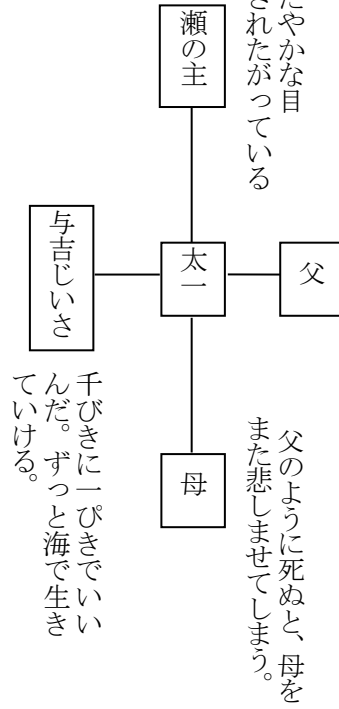 父
父のように死ぬと、母を
また悲しませてしまう。
太一
母
だやかな目
されたがっている
瀬の主
与吉じいさ
千びきに一ぴきでいい
んだ。ずっと海で生き
ていける。